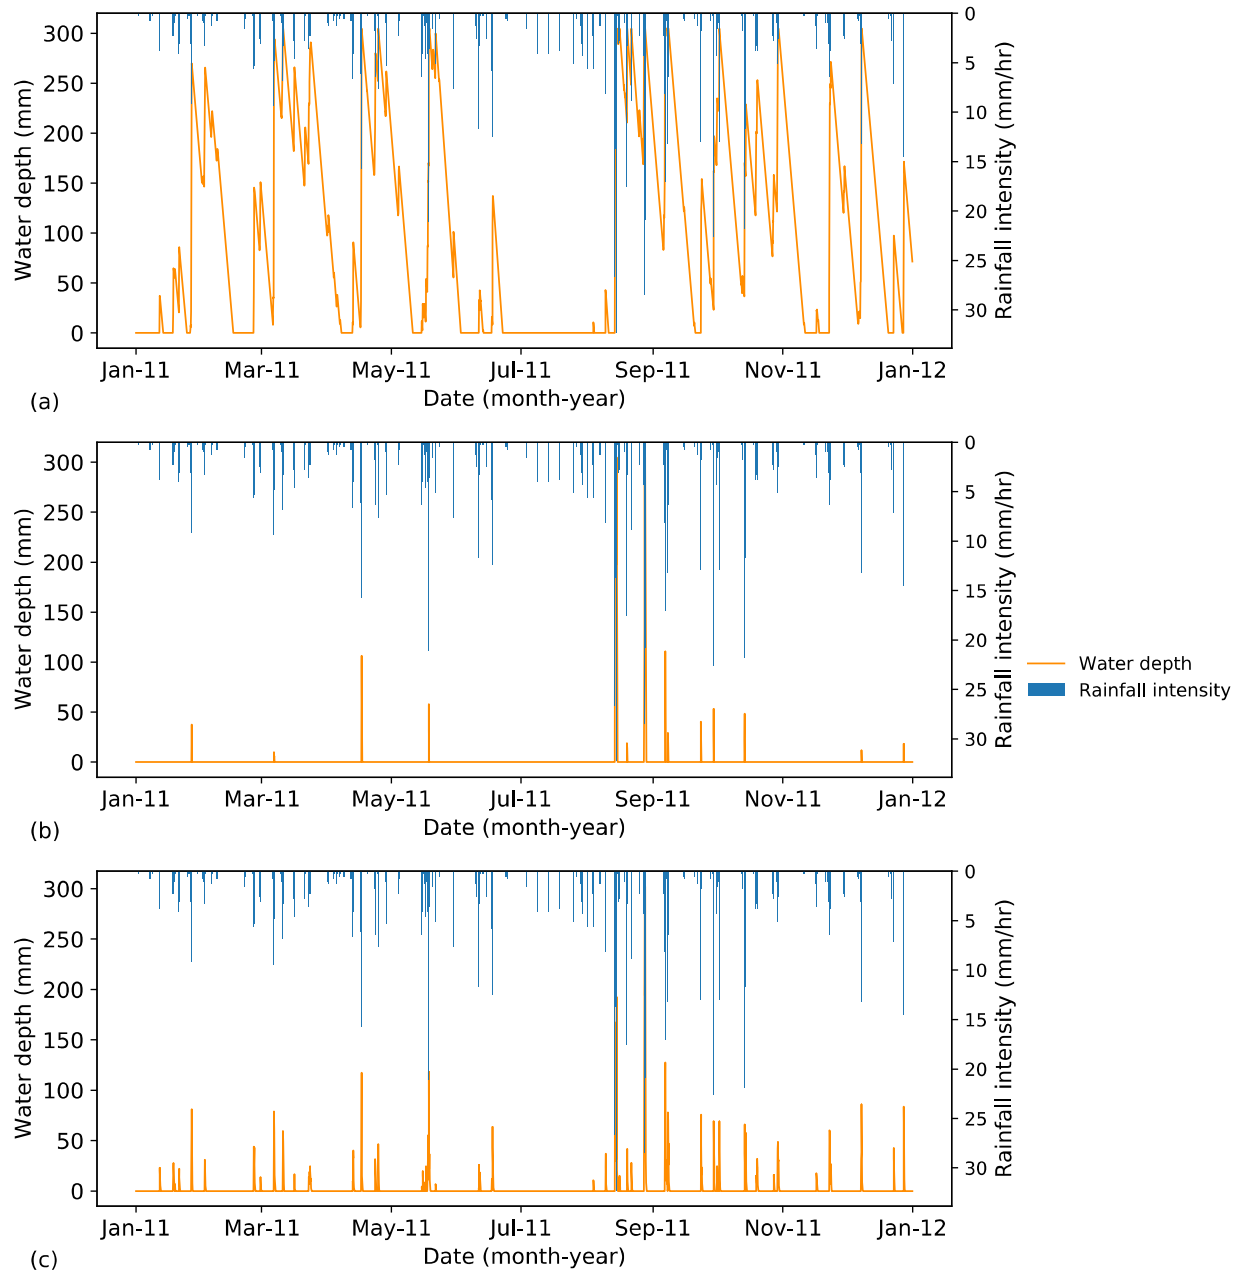 300
250
200
150
100
50
0
Water depth (mm)
0
5
10
15
20
25
30
Rainfall intensity (mm/hr)
Jan-11 Mar-11 May-11 Jul-11 Sep-11 Nov-11 Jan-12
Date (month-year)
(a)
300
250
200
150
100
50
0
Water depth (mm)
0
5
10
15
20
25
30
Rainfall intensity (mm/hr)
Water depth
Rainfall intensity
Jan-11 Mar-11 May-11 Jul-11 Sep-11 Nov-11 Jan-12
Date (month-year)
(b)
300
250
200
150
100
50
0
Water depth (mm)
0
5
10
15
20
25
30
Rainfall intensity (mm/hr)
Jan-11 Mar-11 May-11 Jul-11 Sep-11 Nov-11 Jan-12
Date (month-year)
(c)